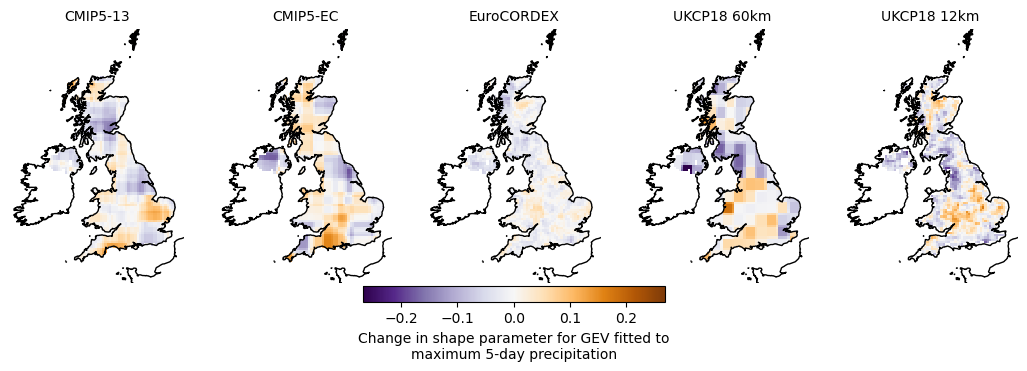 CMIP5-13
CMIP5-EC
EuroCORDEX
UKCP18 60km
UKCP18 12km
−0.2
−0.1
0.0
0.1
0.2
Change in shape parameter for GEV fitted to
maximum 5-day precipitation